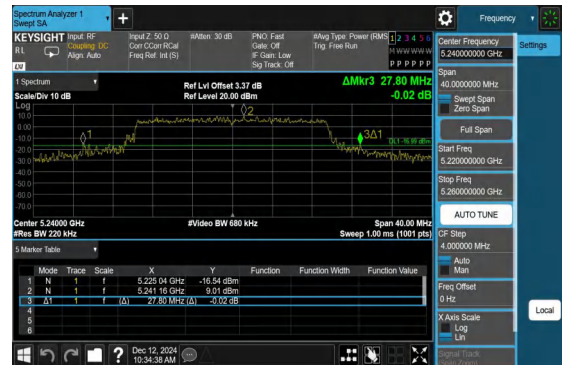 Spectrum Analyzer 1
Swept SA
+
Frequency
KEYSIGHT
RL
Input: RF
Coupling: DC
Align: Auto
Input Z: 50 Ω
Corr CCorr RCal
Freq Ref: Int (S)
#Atten: 30 dB
PNO: Fast
Gate: Off
IF Gain: Low
Sig Track: Off
#Avg Type: Power (RMS
Trig: Free Run
1 2 3 4 5 6
M W W W W W
P P P P P P
Center Frequency
5.240000000 GHz
Settings
Span
40.0000000 MHz
Swept Span
Zero Span
Full Span
Start Freq
5.220000000 GHz
Stop Freq
5.260000000 GHz
AUTO TUNE
CF Step
4.000000 MHz
Auto
Man
Freq Offset
0 Hz
X Axis Scale
Log
Lin
Signal Track
Local
1 Spectrum
Scale/Div 10 dB
Ref Lvl Offset 3.37 dB
Ref Level 20.00 dBm
ΔMkr3 27.80 MHz
-0.02 dB
Log
10.0
0.00
-10.0
-20.0
-30.0
-40.0
-50.0
-60.0
-70.0
1
2
3Δ1
DL1 -16.99 dBm
Center 5.24000 GHz
#Res BW 220 kHz
#Video BW 680 kHz
Span 40.00 MHz
Sweep 1.00 ms (1001 pts)
5 Marker Table
Mode Trace Scale X Y Function Function Width Function Value
1 N 1 f 5.225 04 GHz -16.54 dBm
2 N 1 f 5.241 16 GHz 9.01 dBm
3 Δ1 1 f (Δ) 27.80 MHz (Δ) -0.02 dB
4
5
6
?
Dec 12, 2024
10:34:38 AM